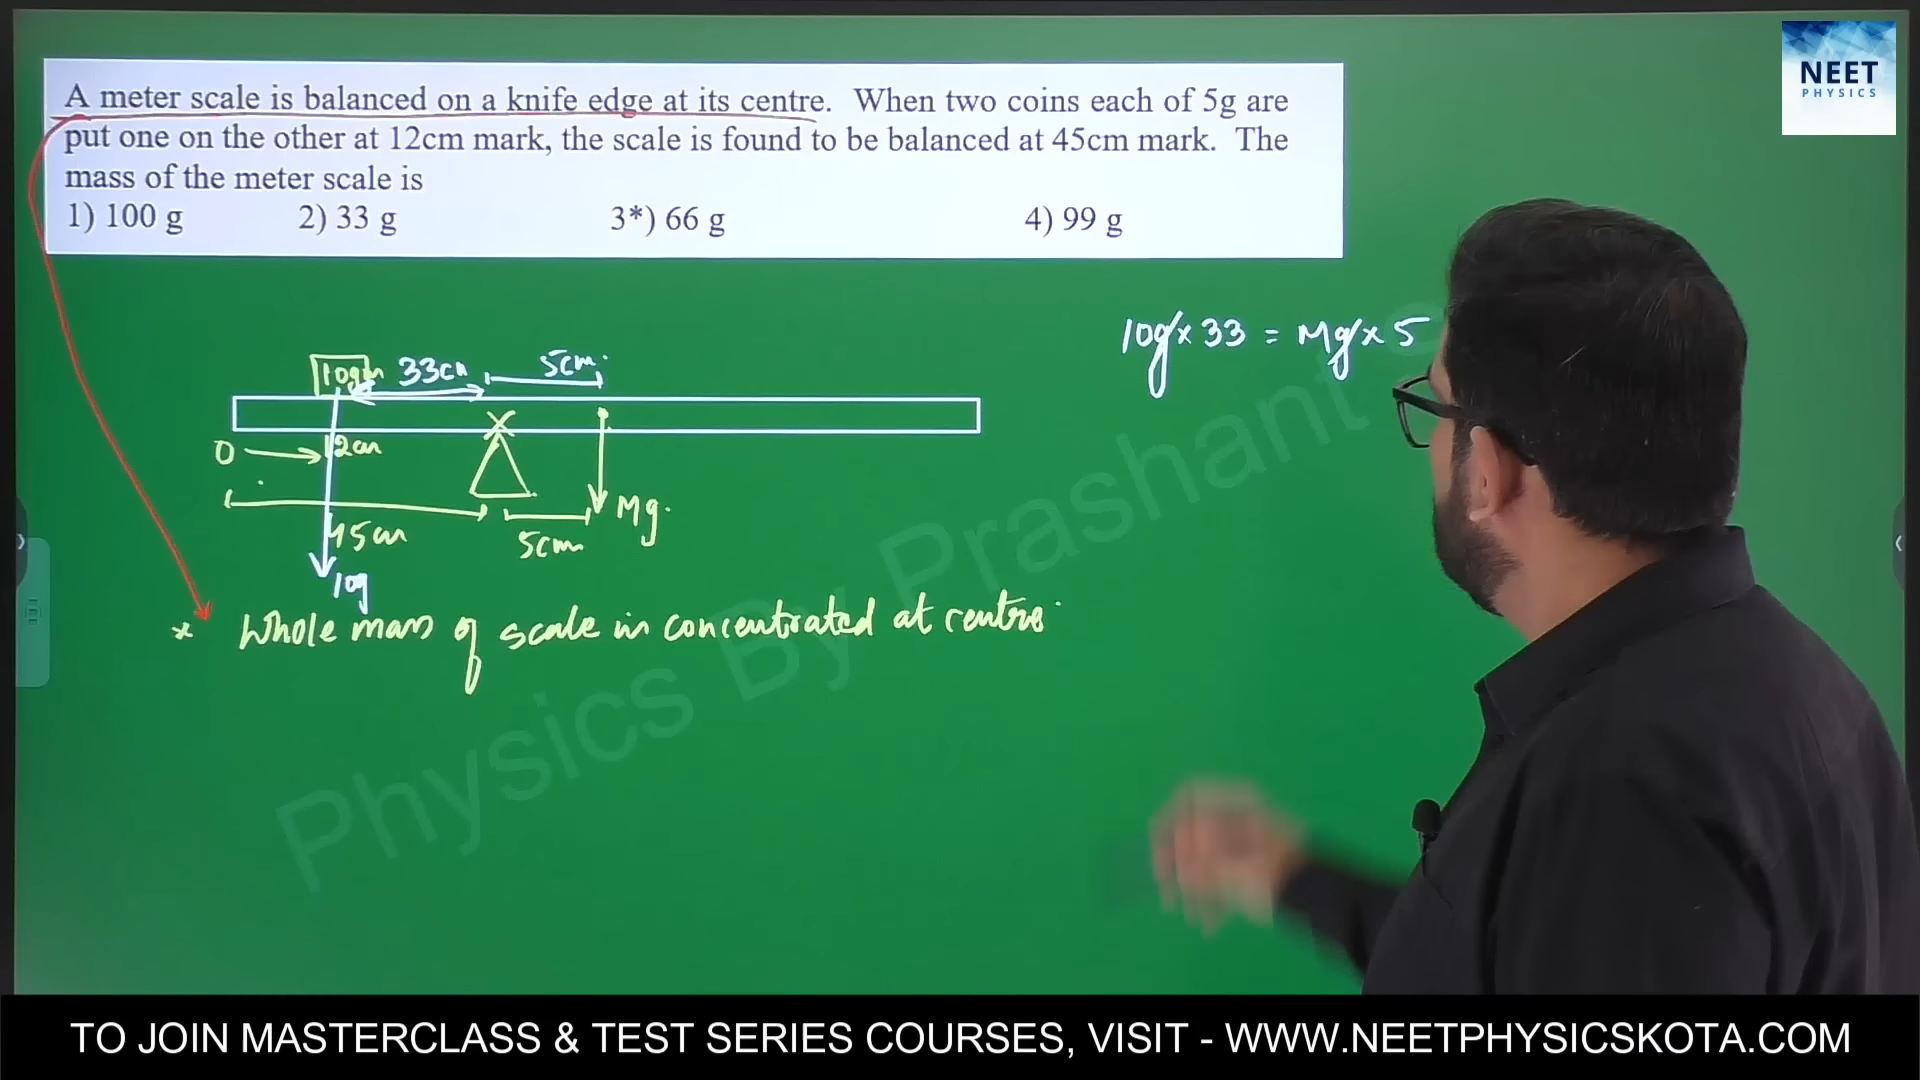 NEET
PHYSICS
A meter scale is balanced on a knife edge at its centre. When two coins each of 5g are
put one on the other at 12cm mark, the scale is found to be balanced at 45cm mark. The
mass of the meter scale is
1) 100 g 2) 33 g 3*) 66 g 4) 99 g
10g x 33 = Mg x 5
10gm 33cm 5cm
0 12cm
45cm 5cm Mg.
10g
* Whole mass of scale is concentrated at centre.
Physics By Prashant S
TO JOIN MASTERCLASS & TEST SERIES COURSES, VISIT - WWW.NEETPHYSICSKOTA.COM